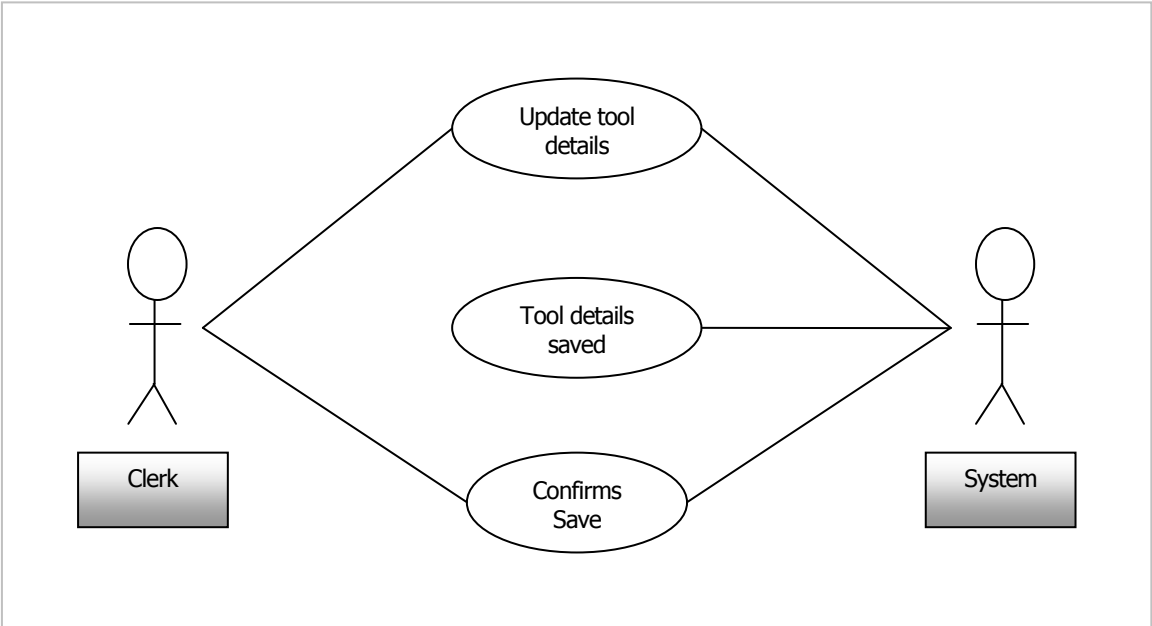 Update tool
details
Tool details
saved
Clerk
System
Confirms
Save